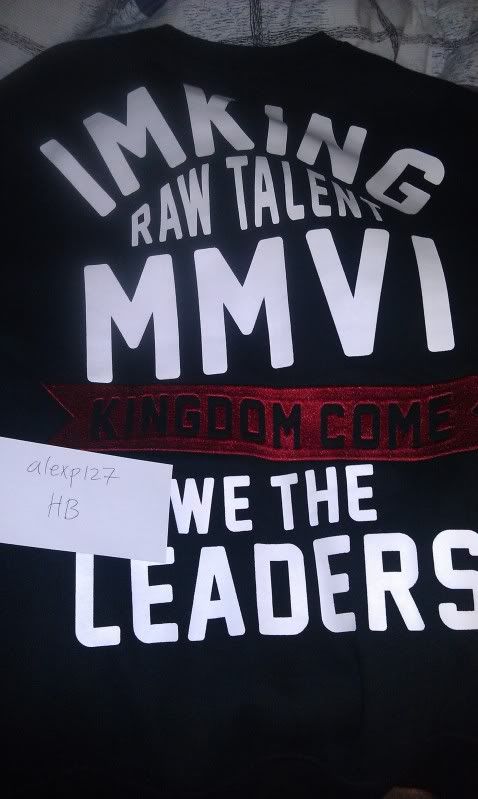 IMKING
RAW TALENT
MMVI
KINGDOM COME
alexp127
HB
WE THE
LEADERS